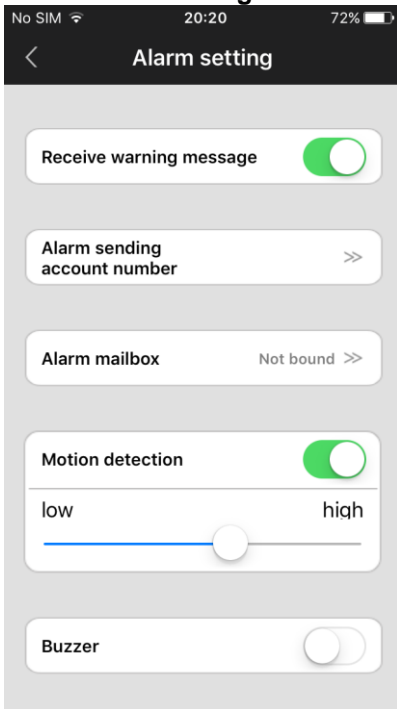 No SIM 20:20 72%
Alarm setting
Receive warning message
Alarm sending
account number
Alarm mailbox Not bound
Motion detection
low high
Buzzer